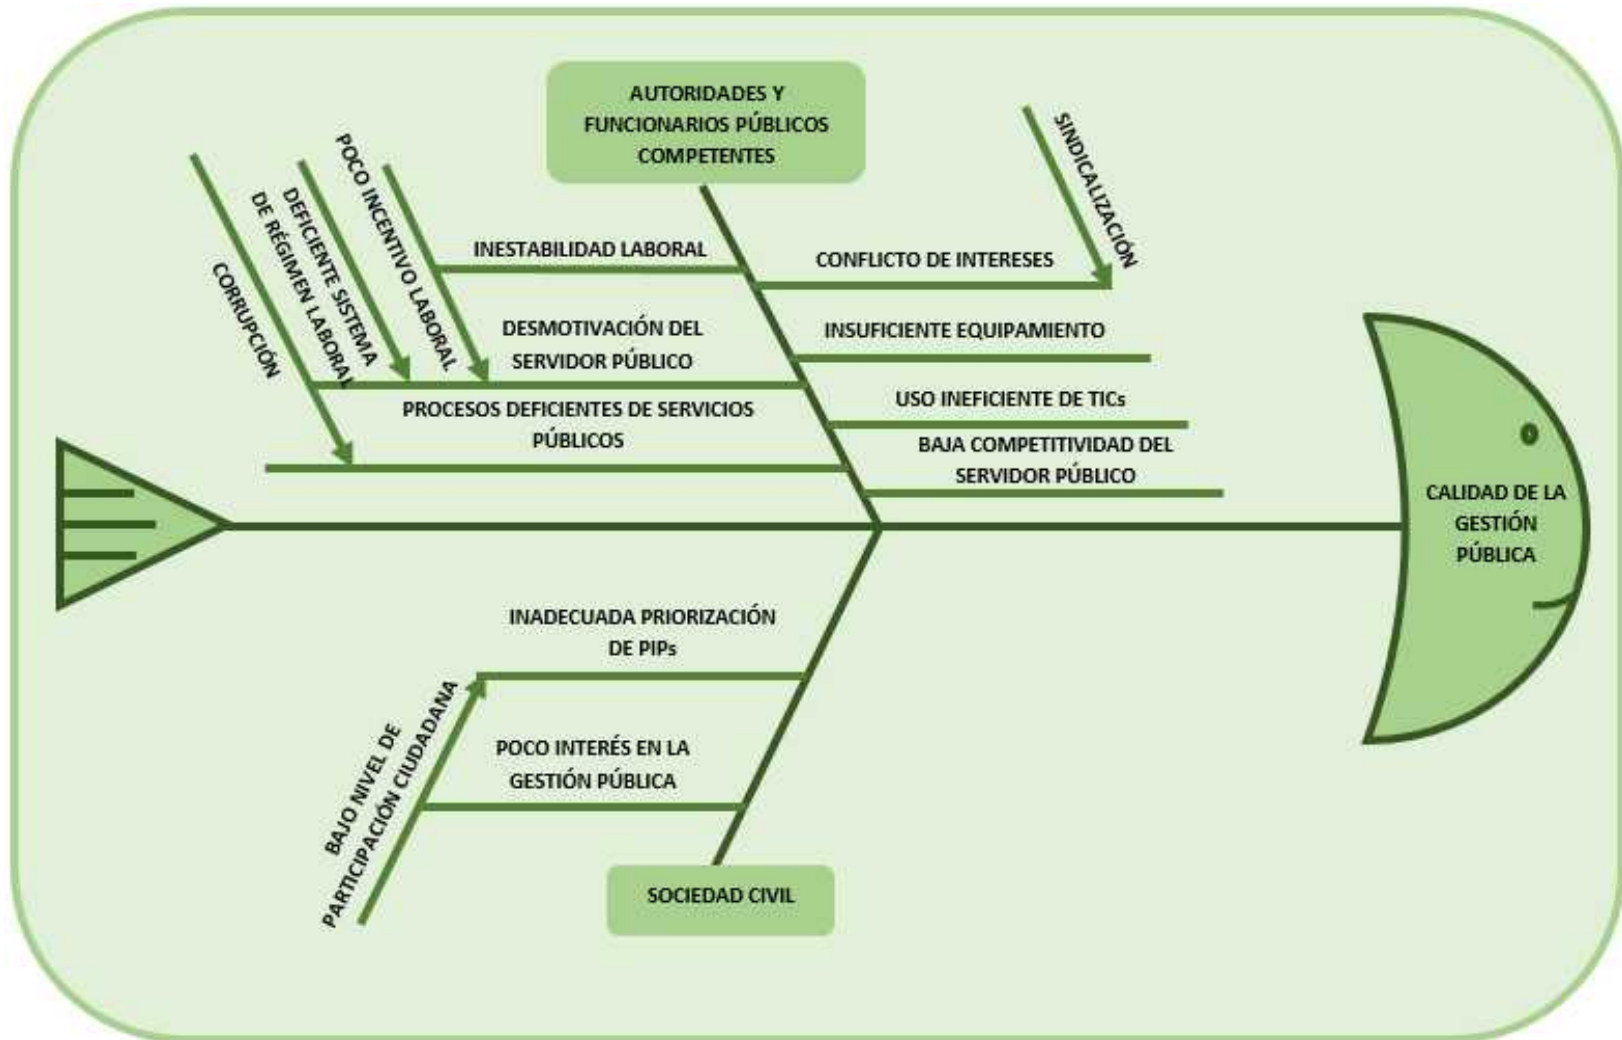 AUTORIDADES Y
FUNCIONARIOS PÚBLICOS
COMPETENTES
SINDICALIZACIÓN
POCO INCENTIVO LABORAL
DEFICIENTE SISTEMA
DE RÉGIMEN LABORAL
CORRUPCIÓN
INESTABILIDAD LABORAL
CONFLICTO DE INTERESES
DESMOTIVACIÓN DEL
SERVIDOR PÚBLICO
INSUFICIENTE EQUIPAMIENTO
PROCESOS DEFICIENTES DE SERVICIOS
PÚBLICOS
USO INEFICIENTE DE TICs
BAJA COMPETITIVIDAD DEL
SERVIDOR PÚBLICO
CALIDAD DE LA
GESTIÓN
PÚBLICA
INADECUADA PRIORIZACIÓN
DE PIPs
BAJO NIVEL DE
PARTICIPACIÓN CIUDADANA
POCO INTERÉS EN LA
GESTIÓN PÚBLICA
SOCIEDAD CIVIL